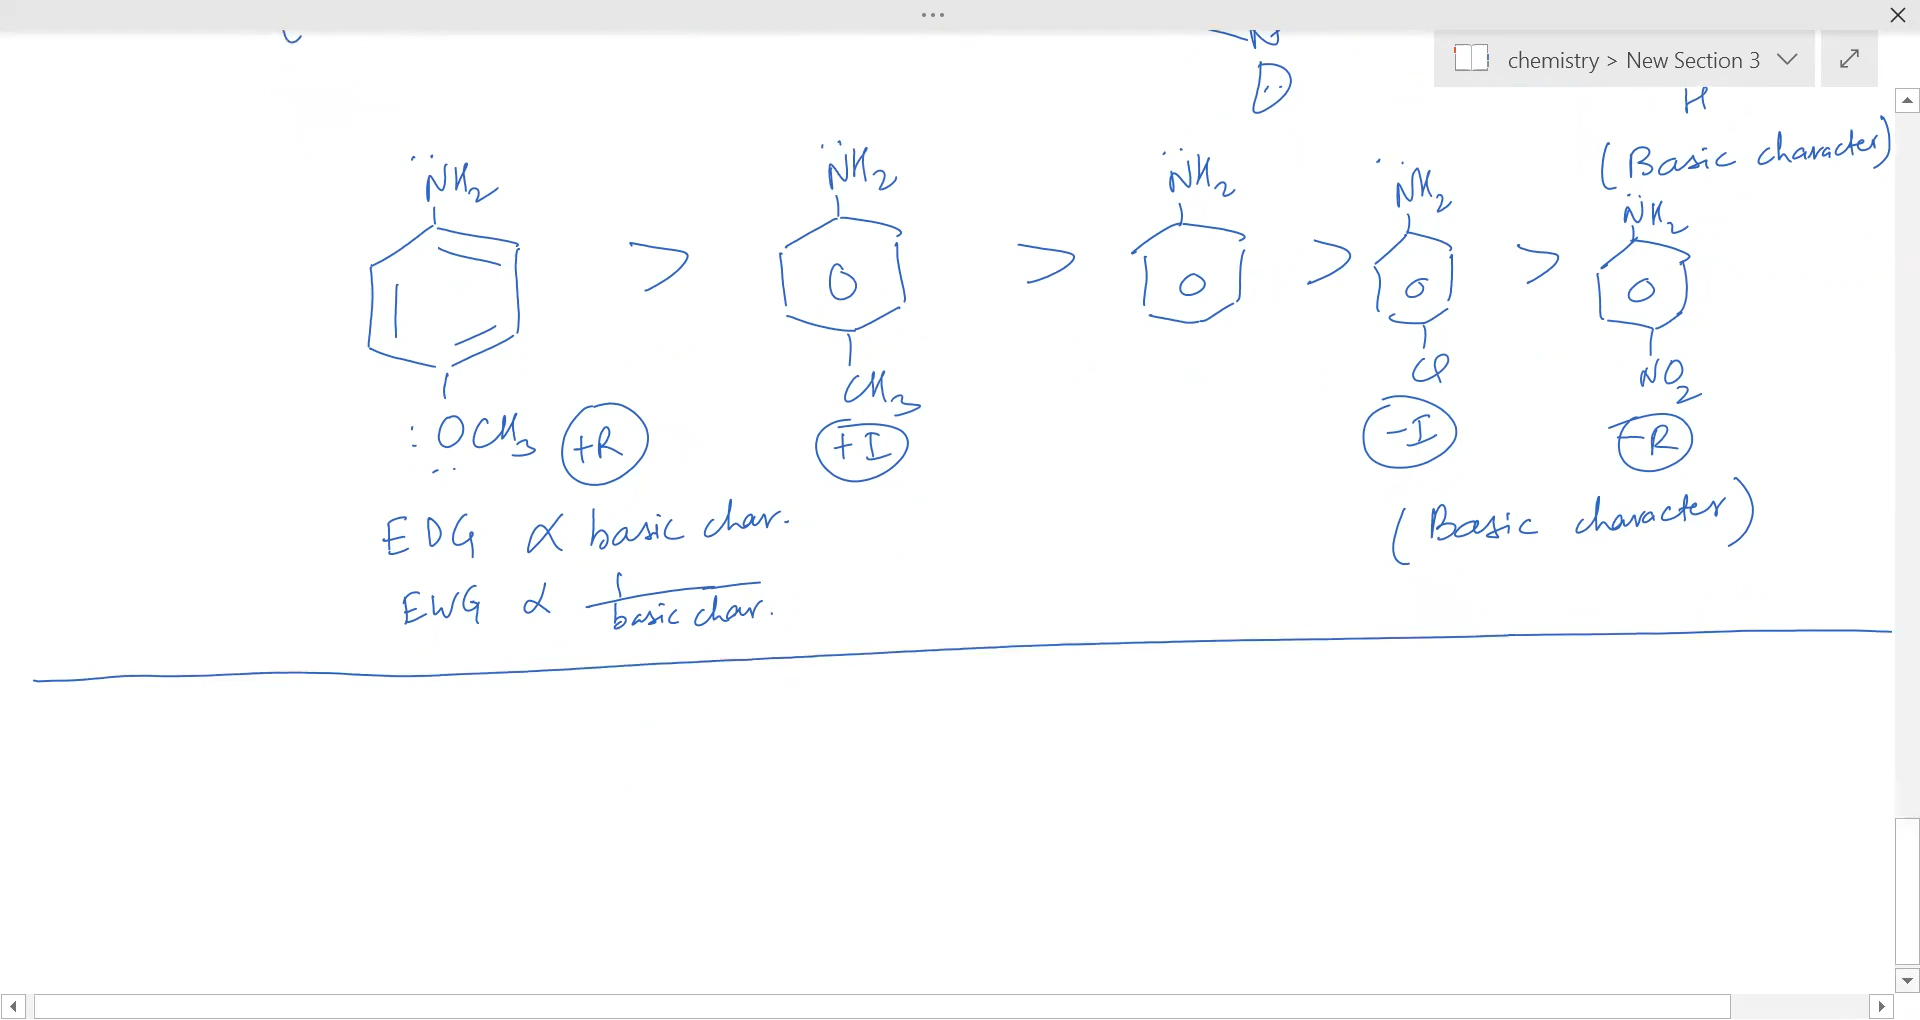 N
chemistry > New Section 3
H
(Basic character)
NH2 > NH2 > NH2 > NH2 > NH2
OCH3 CH3 Cl NO2
+R +I -I -R
EDG ∝ basic char.
(Basic character)
EWG ∝ 1/basic char.